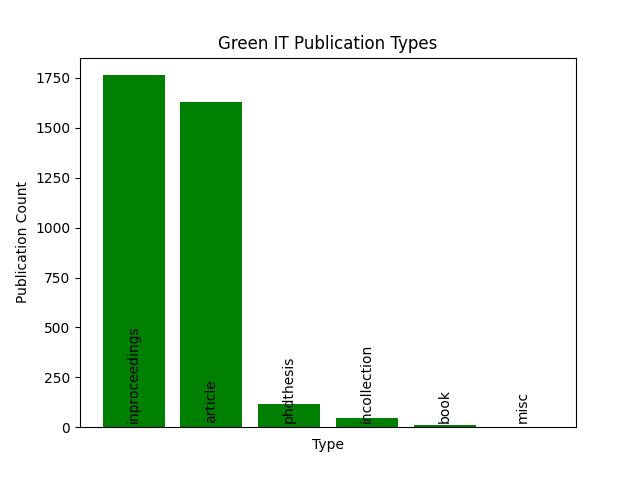 Green IT Publication Types
Publication Count
1750
1500
1250
1000
750
500
250
0
inproceedings
article
phdthesis
incollection
book
misc
Type